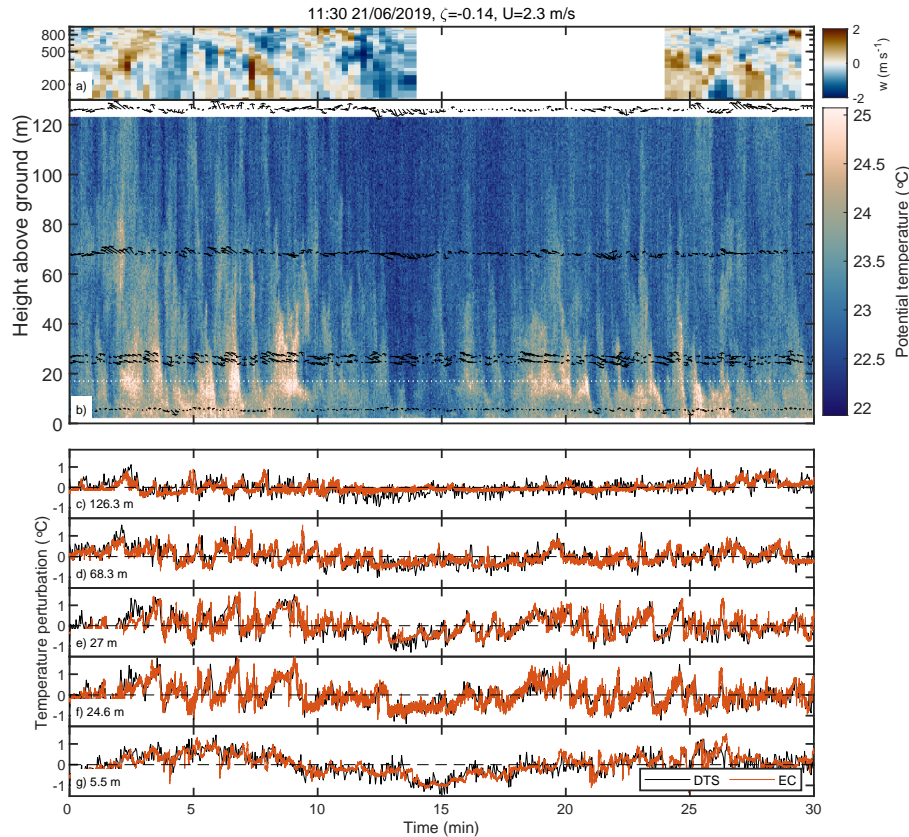 11:30 21/06/2019, ζ=-0.14, U=2.3 m/s
800
500
200
a)
2
0
-2
w (m s⁻¹)
120
100
80
60
40
20
0
Height above ground (m)
b)
25
24.5
24
23.5
23
22.5
22
Potential temperature (°C)
Temperature perturbation (°C)
1
0
-1
c) 126.3 m
1
0
-1
d) 68.3 m
1
0
-1
e) 27 m
1
0
-1
f) 24.6 m
1
0
-1
g) 5.5 m
DTS EC
0 5 10 15 20 25 30
Time (min)